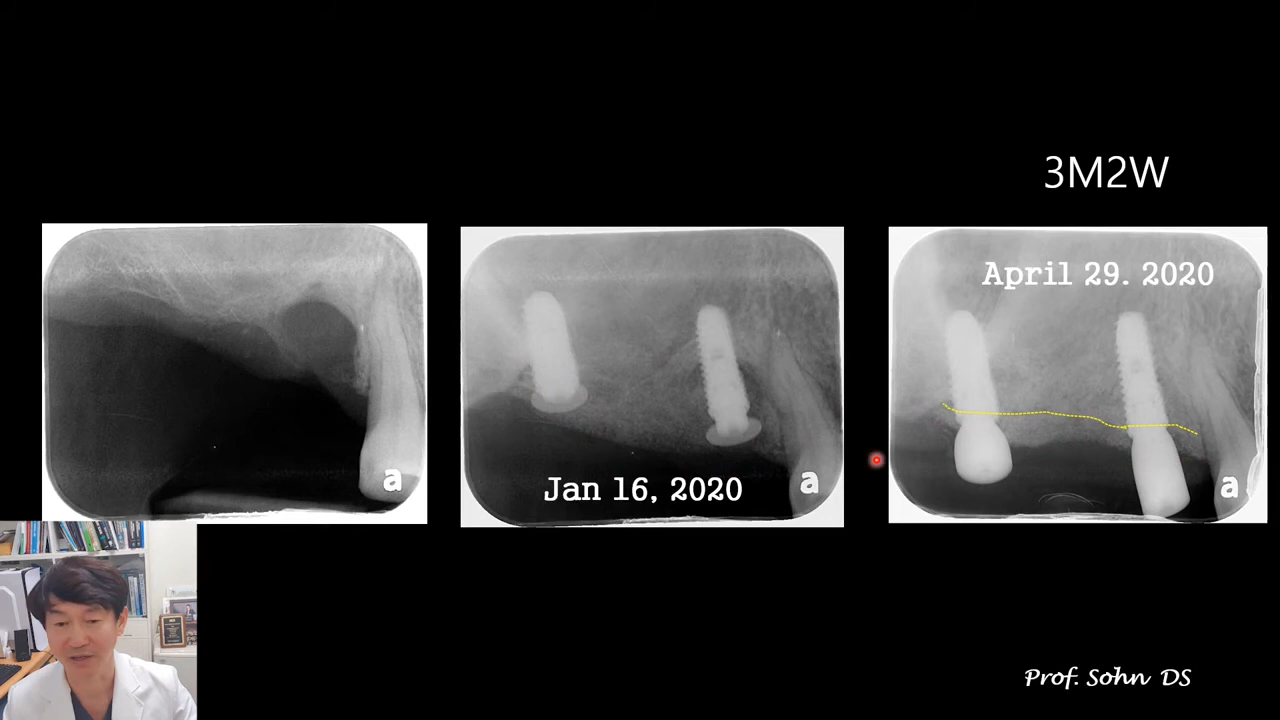 3M2W
April 29. 2020
Jan 16, 2020
a
a
a
Prof. Sohn DS